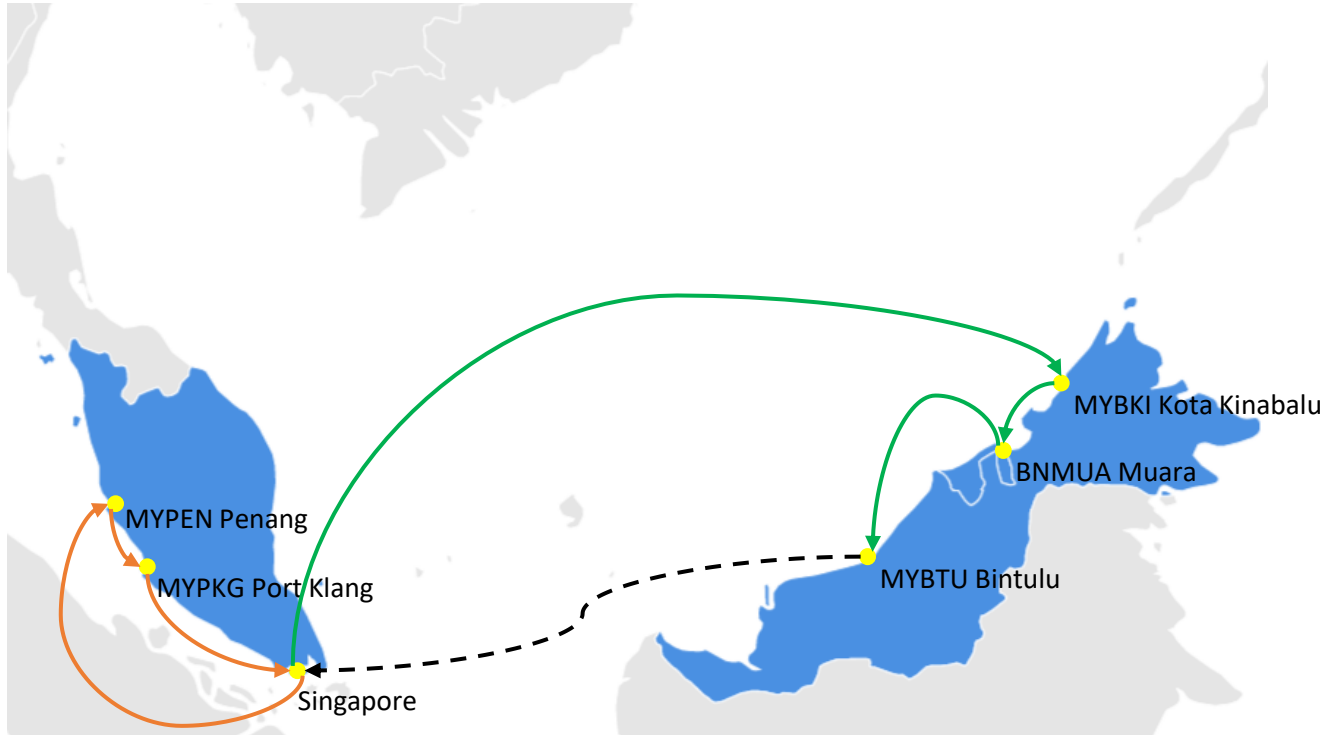 MYBKI Kota Kinabalu
BNMUA Muara
MYPEN Penang
MYPKG Port Klang
MYBTU Bintulu
Singapore